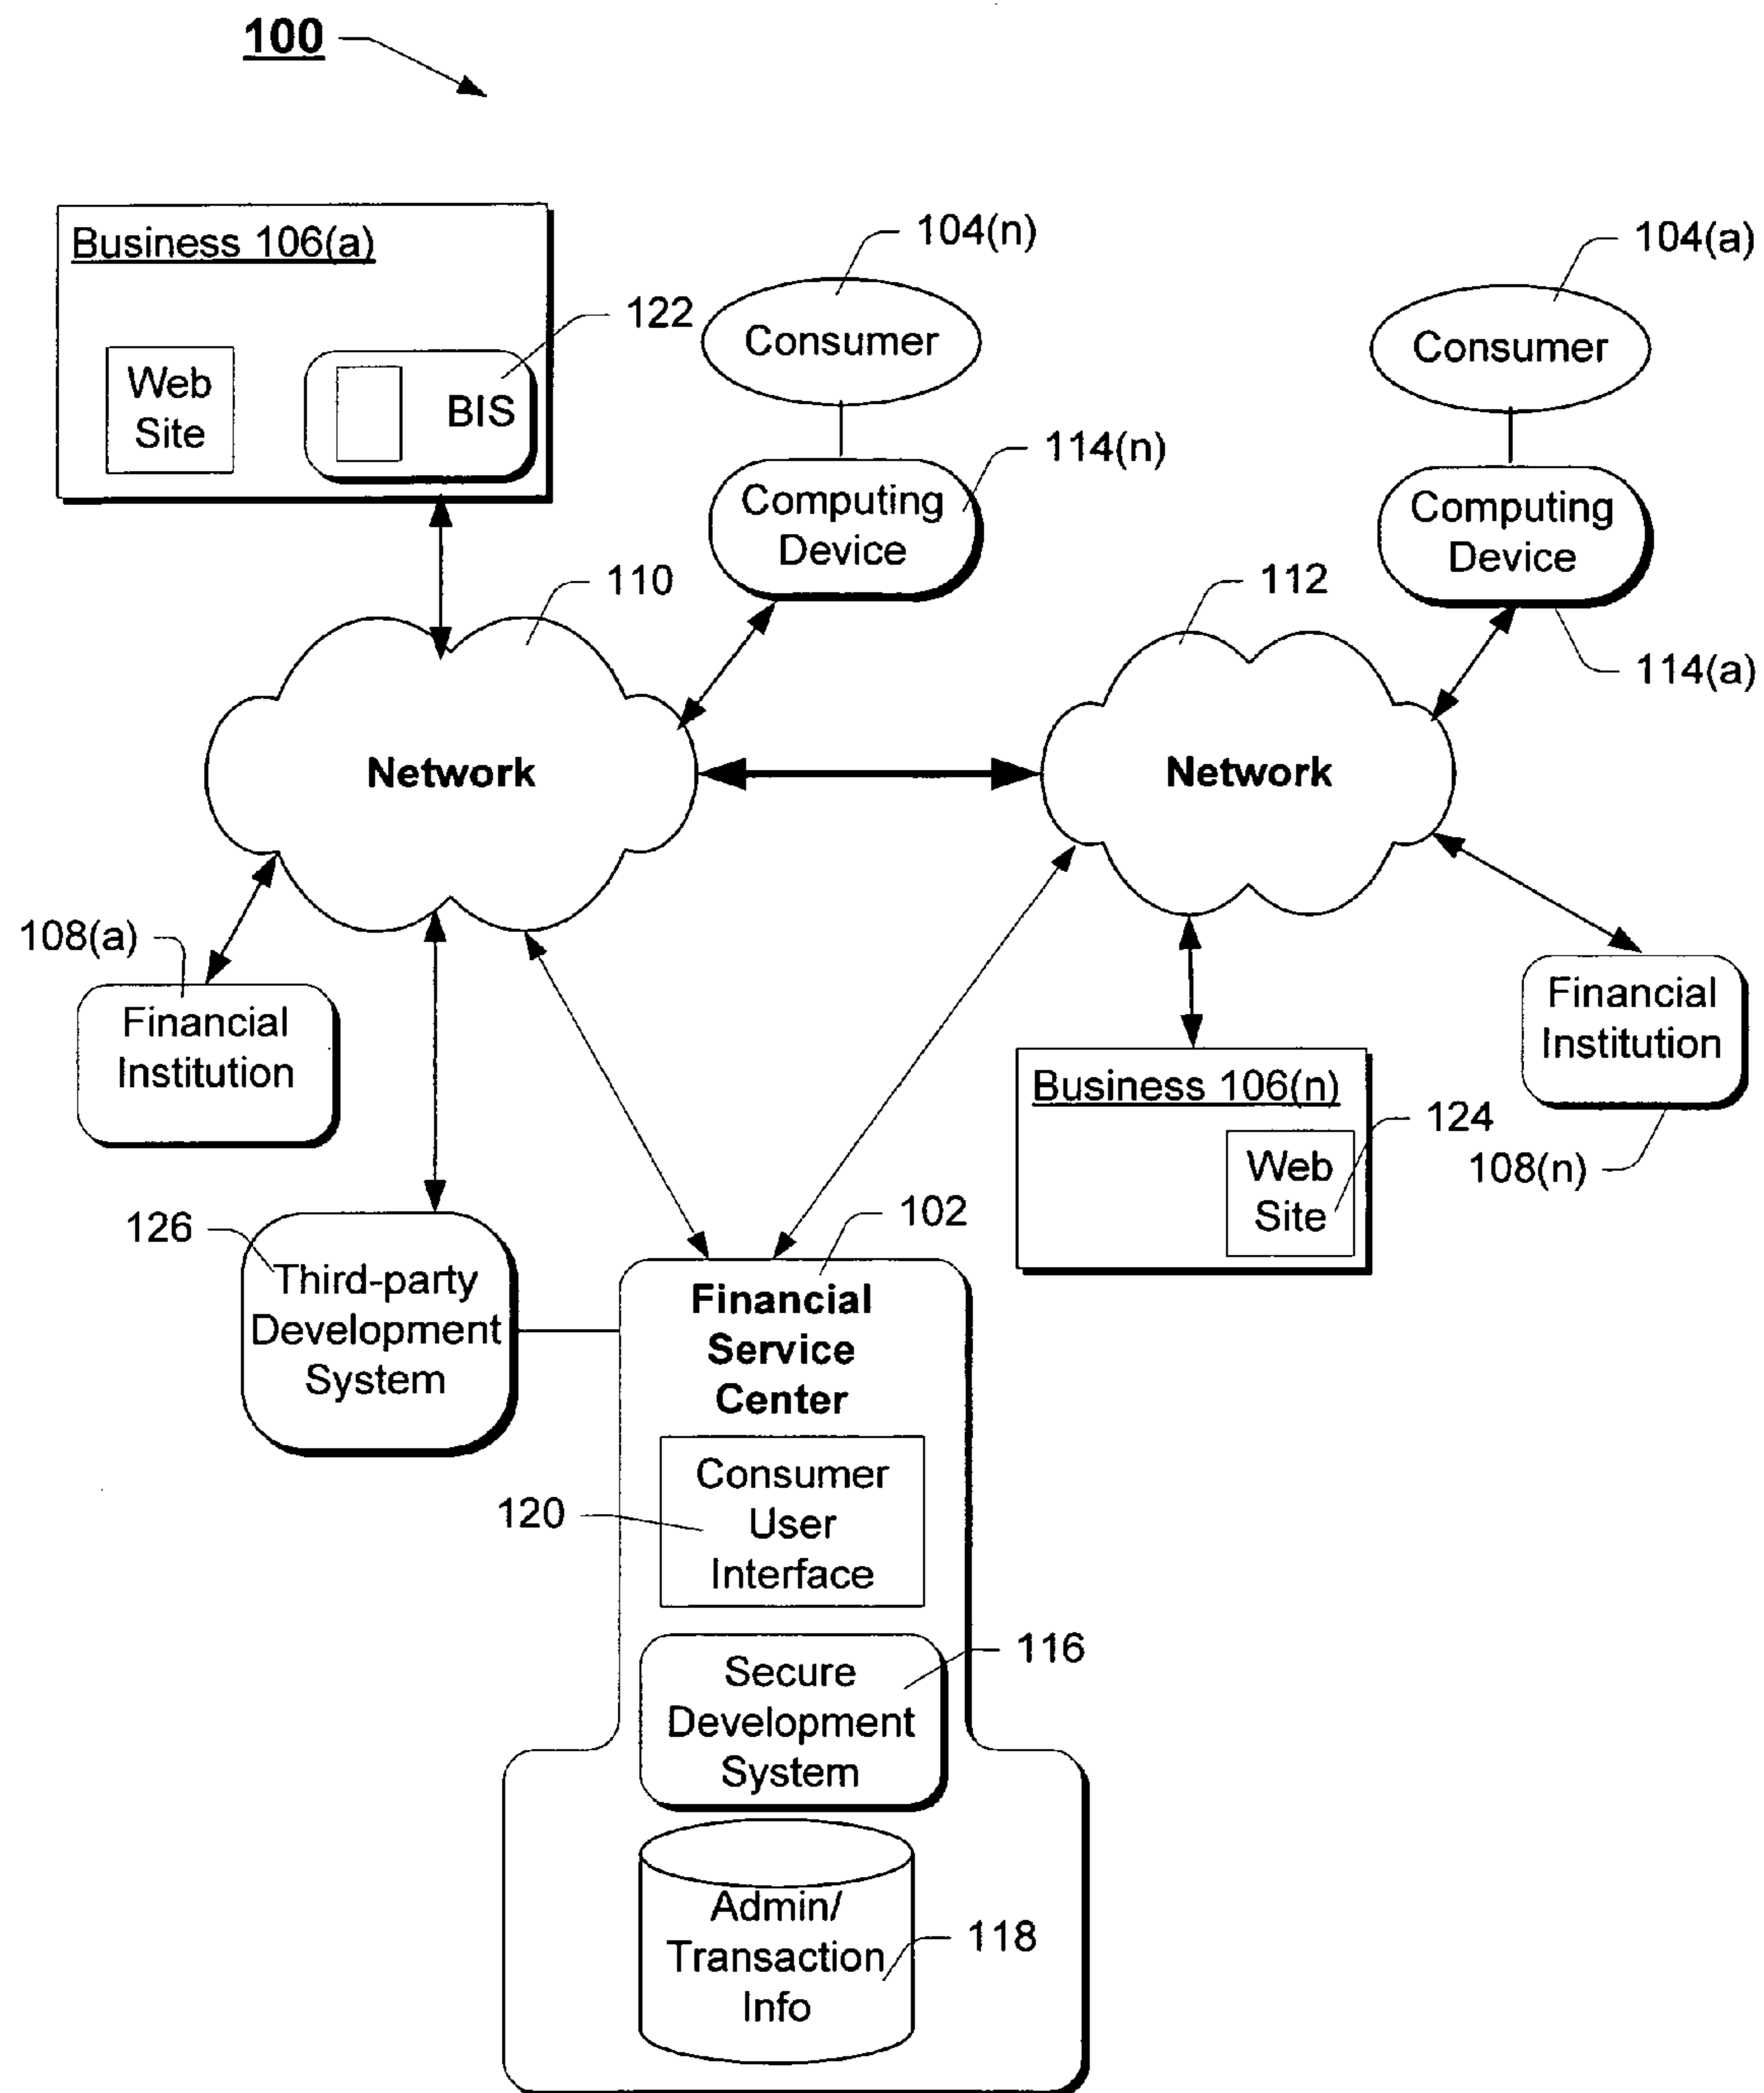 100
Business 106(a)
Web
Site
BIS
122
104(n)
Consumer
104(a)
Consumer
114(n)
Computing
Device
Computing
Device
114(a)
110
Network
112
Network
108(a)
Financial
Institution
Financial
Institution
108(n)
Business 106(n)
Web
Site
124
126
Third-party
Development
System
102
Financial
Service
Center
120
Consumer
User
Interface
116
Secure
Development
System
Admin/
Transaction
Info
118